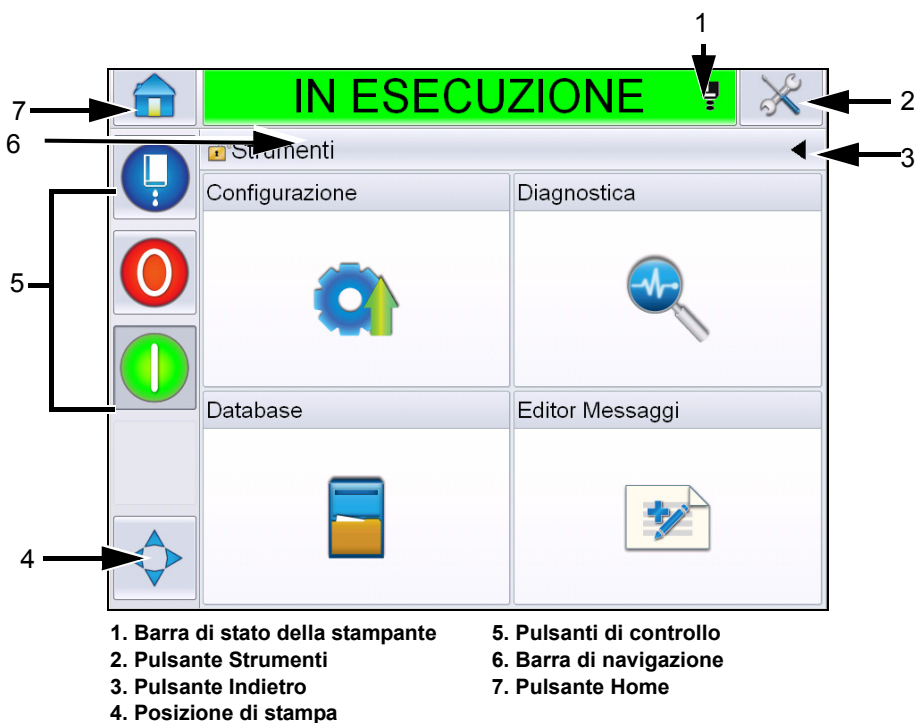 1
IN ESECUZIONE
2
7
6
Strumenti
3
Configurazione
Diagnostica
5
Database
Editor Messaggi
4
1. Barra di stato della stampante
2. Pulsante Strumenti
3. Pulsante Indietro
4. Posizione di stampa
5. Pulsanti di controllo
6. Barra di navigazione
7. Pulsante Home